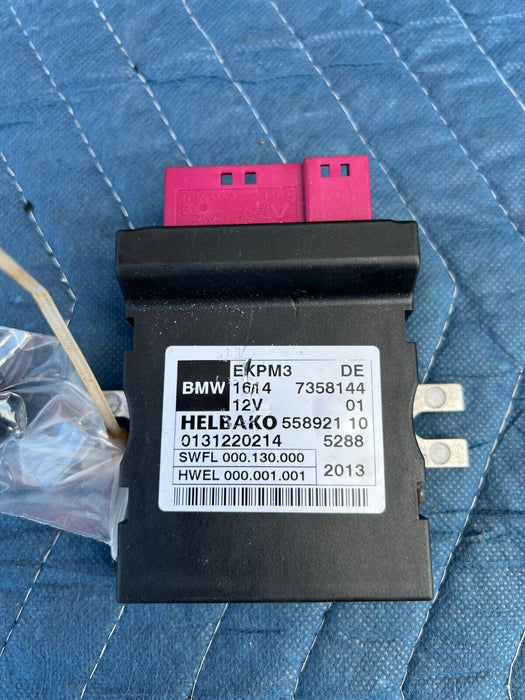 EKPM3 DE
BMW 1614 7358144
12V 01
HELBAKO 558921 10
0131220214 5288
SWFL 000.130.000
HWEL 000.001.001 2013